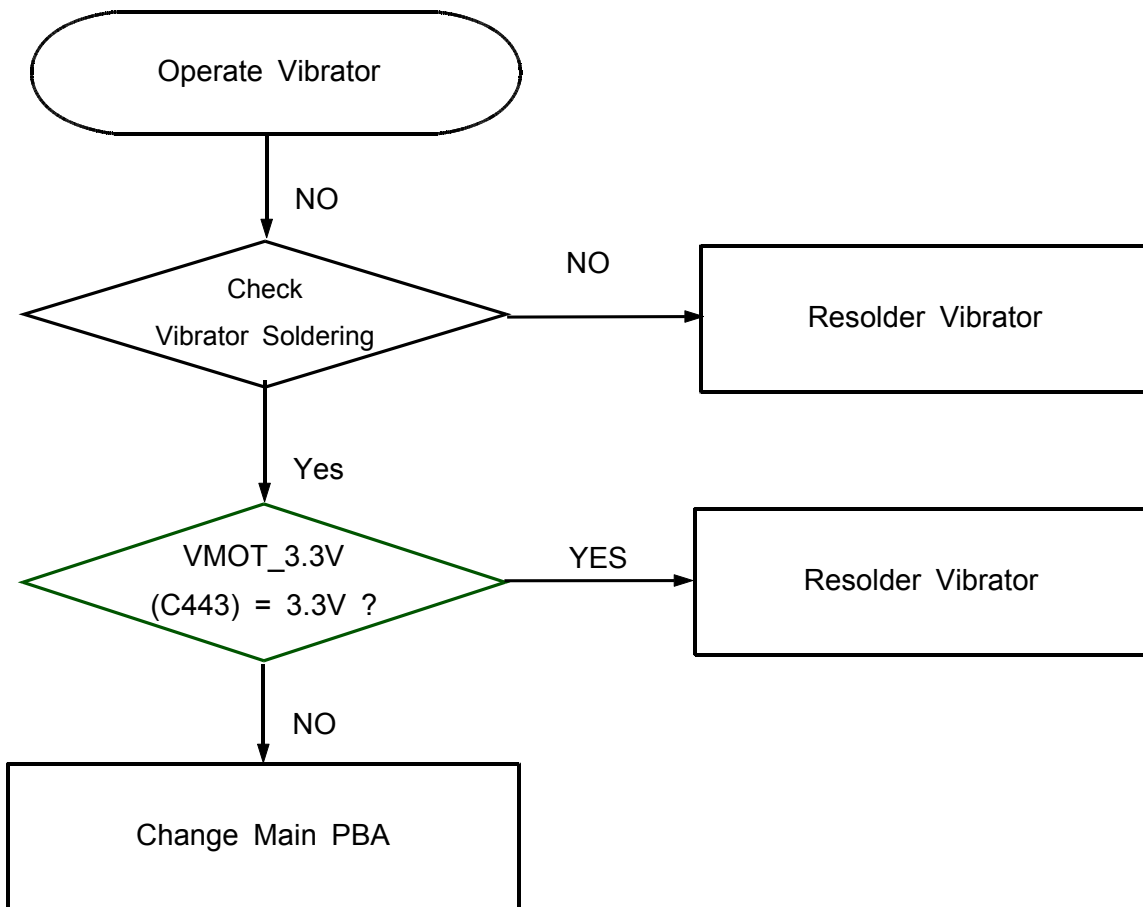 Operate Vibrator
NO
Check
Vibrator Soldering
NO
Resolder Vibrator
Yes
VMOT_3.3V
(C443) = 3.3V ?
YES
Resolder Vibrator
NO
Change Main PBA